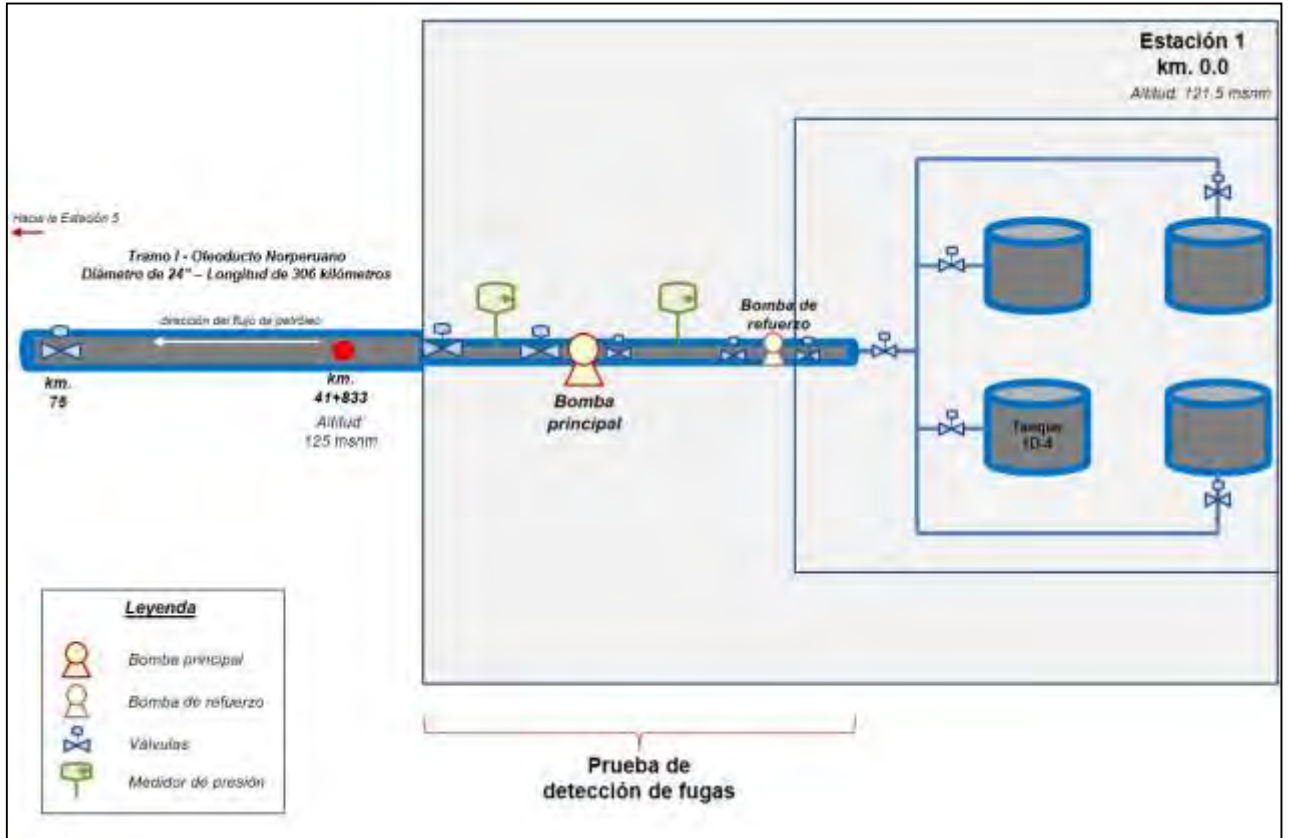 Estación 1
km. 0.0
Altitud: 121.5 msnm
Hacia la Estación 5
Tramo I - Oleoducto Norperuano
Diámetro de 24" – Longitud de 306 kilómetros
dirección del flujo de petróleo
Bomba de
refuerzo
km.
78
km.
41+833
Altitud
125 msnm
Bomba
principal
Tanque
1D-4
Leyenda
Bomba principal
Bomba de refuerzo
Válvulas
Medidor de presión
Prueba de
detección de fugas